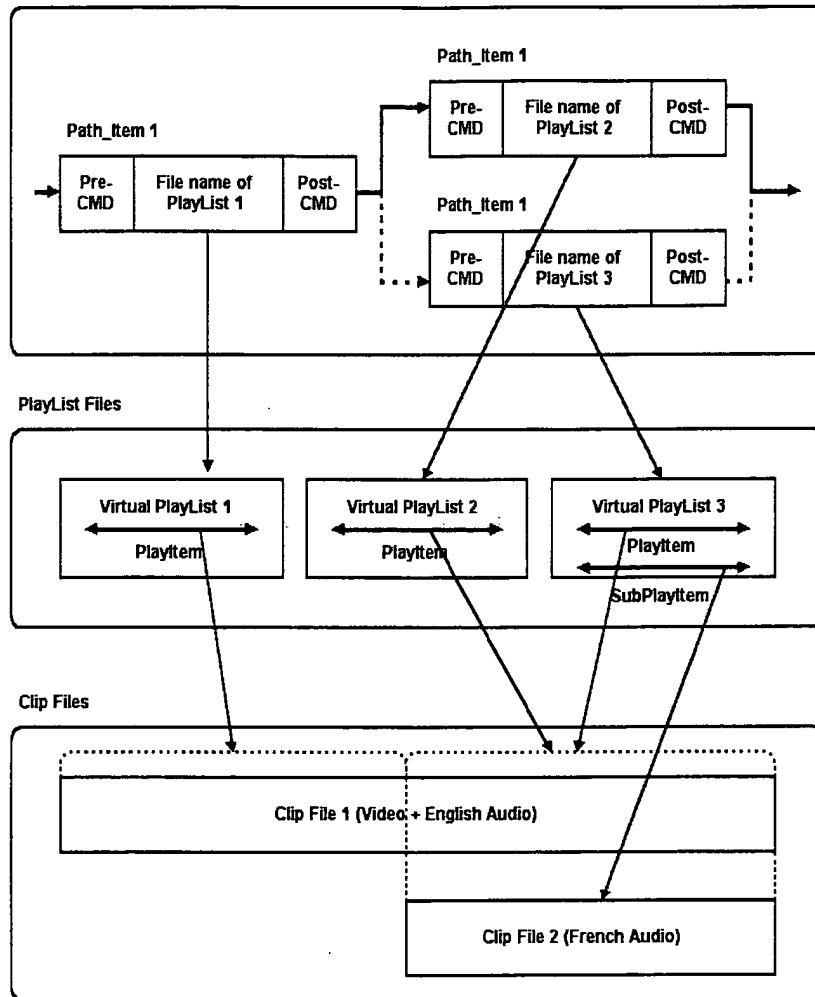 Path_Item 1
Pre-
CMD
File name of
PlayList 2
Post-
CMD
Path_Item 1
Pre-
CMD
File name of
PlayList 1
Post-
CMD
Path_Item 1
Pre-
CMD
File name of
PlayList 3
Post-
CMD
PlayList Files
Virtual PlayList 1
PlayItem
Virtual PlayList 2
PlayItem
Virtual PlayList 3
PlayItem
SubPlayItem
Clip Files
Clip File 1 (Video + English Audio)
Clip File 2 (French Audio)